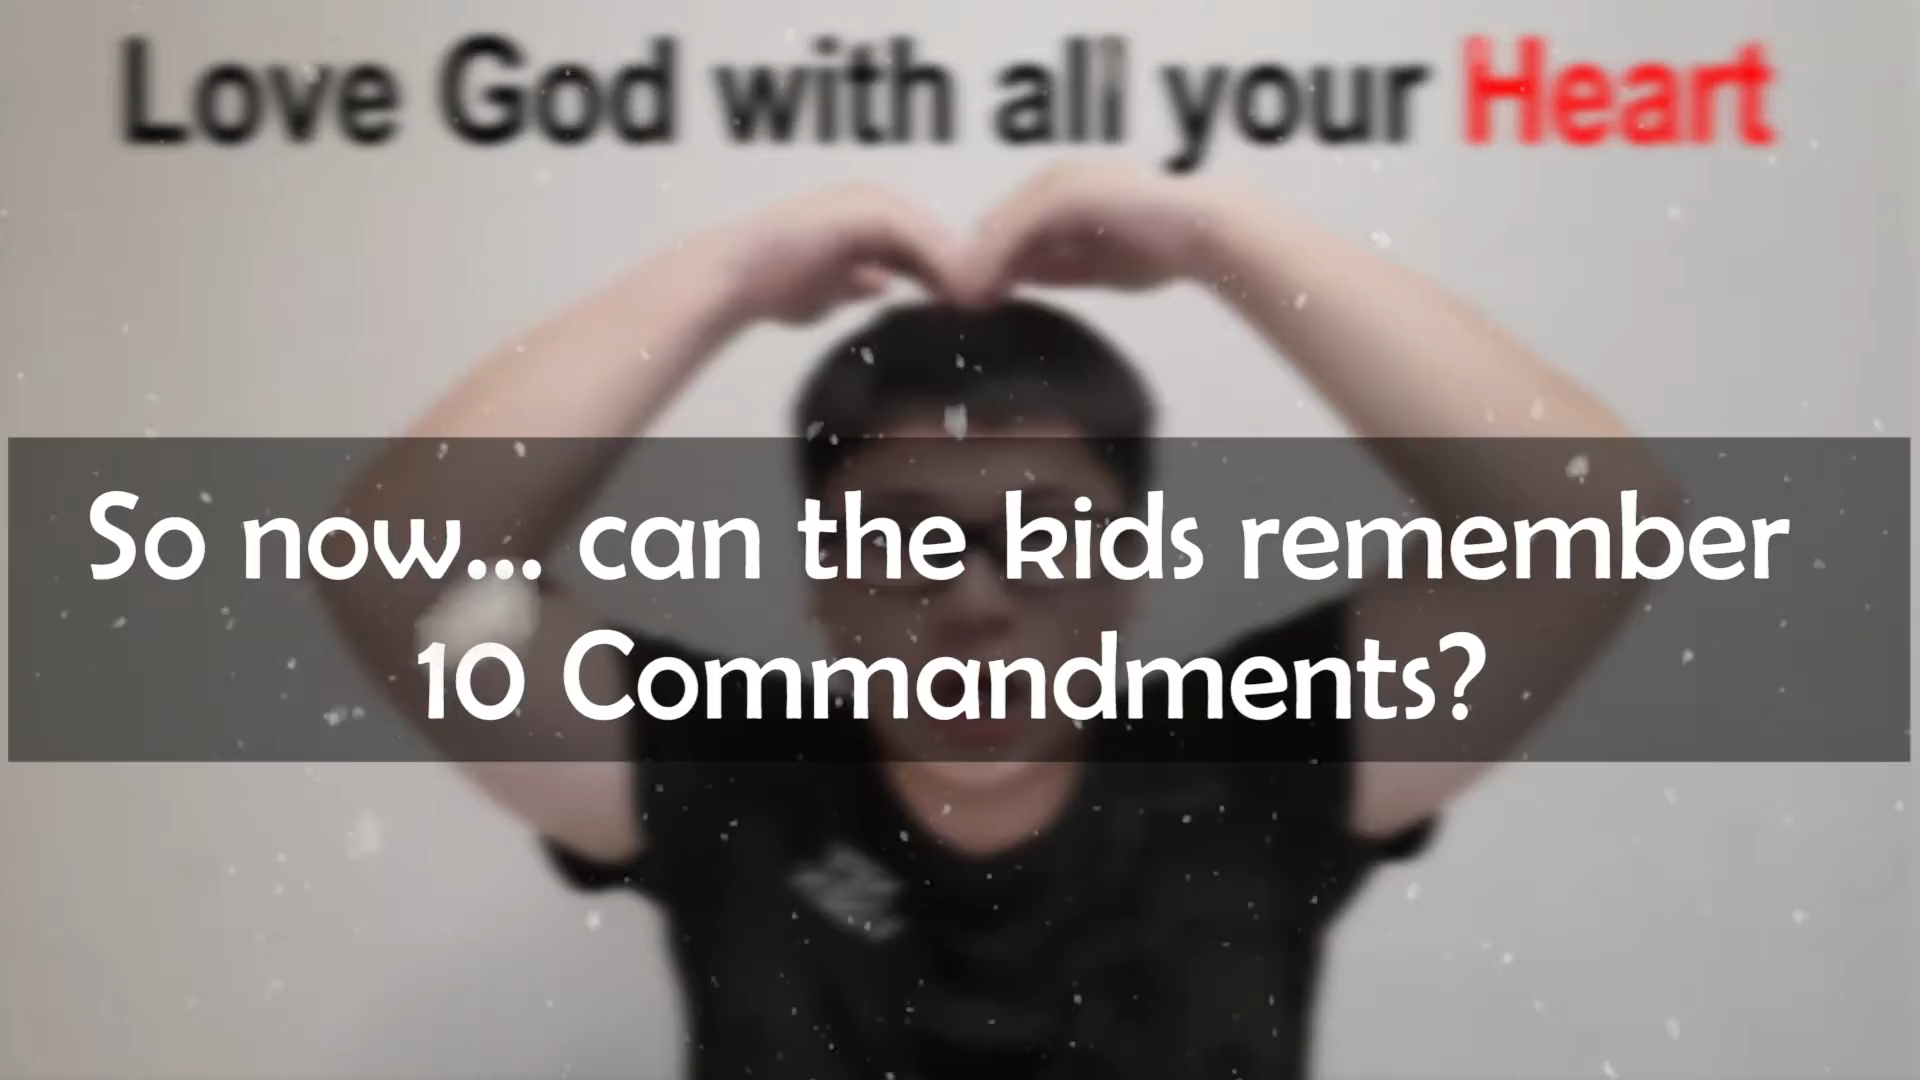 Love God with all your Heart
So now... can the kids remember
10 Commandments?